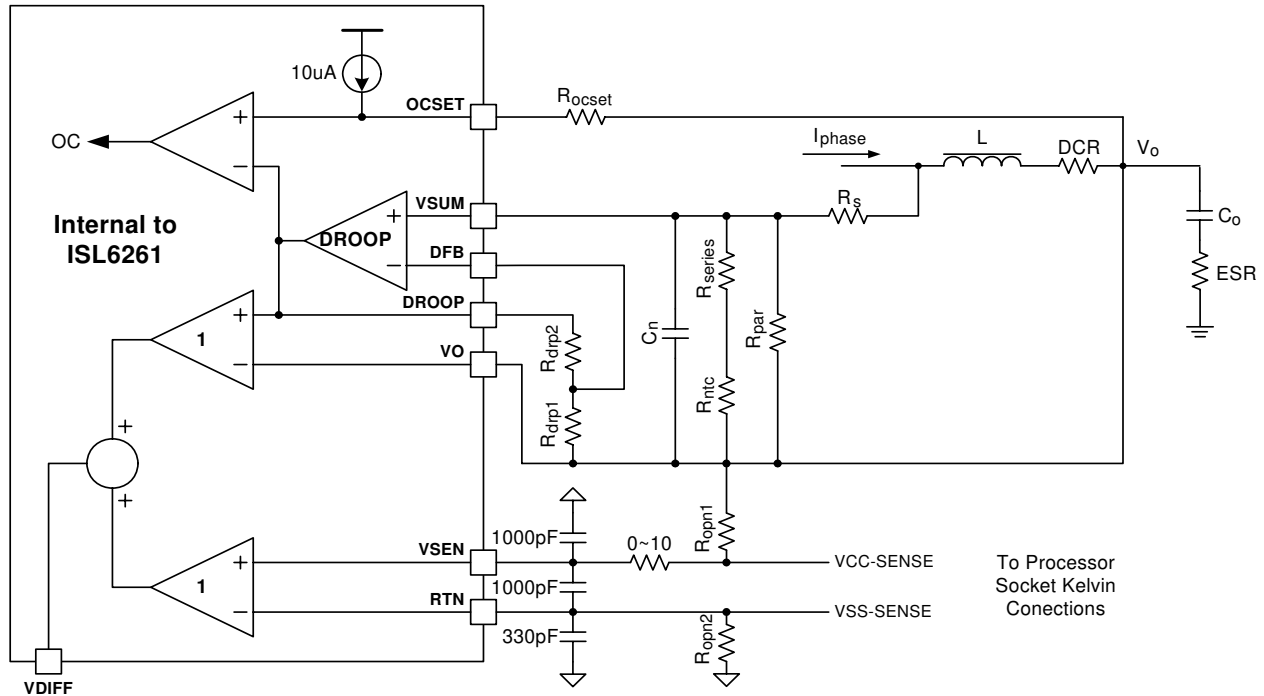 10uA
OCSET
Rocset
OC
+
−
Iphase
L
DCR
Vo
VSUM
Rs
Internal to
ISL6261
DROOP
+
−
DFB
Co
ESR
Rseries
DROOP
Cn
Rpar
1
+
−
VO
Rdrp2
Rdrp1
Rntc
+
+
1000pF
VSEN
0~10
Ropn1
VCC-SENSE
To Processor
Socket Kelvin
Conections
1
+
−
1000pF
RTN
VSS-SENSE
330pF
Ropn2
VDIFF